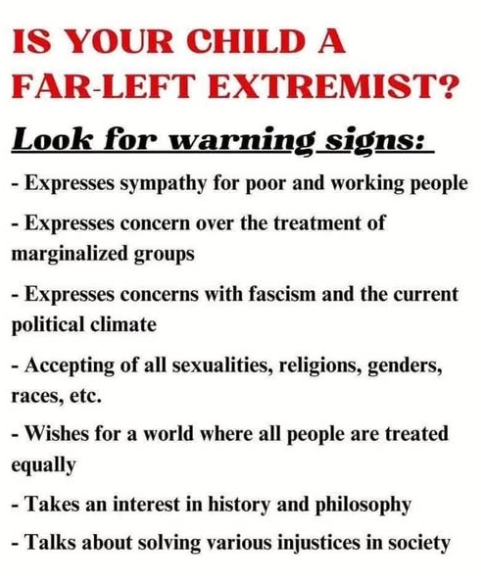 IS YOUR CHILD A
FAR-LEFT EXTREMIST?
Look for warning signs:
- Expresses sympathy for poor and working people
- Expresses concern over the treatment of
marginalized groups
- Expresses concerns with fascism and the current
political climate
- Accepting of all sexualities, religions, genders,
races, etc.
- Wishes for a world where all people are treated
equally
- Takes an interest in history and philosophy
- Talks about solving various injustices in society